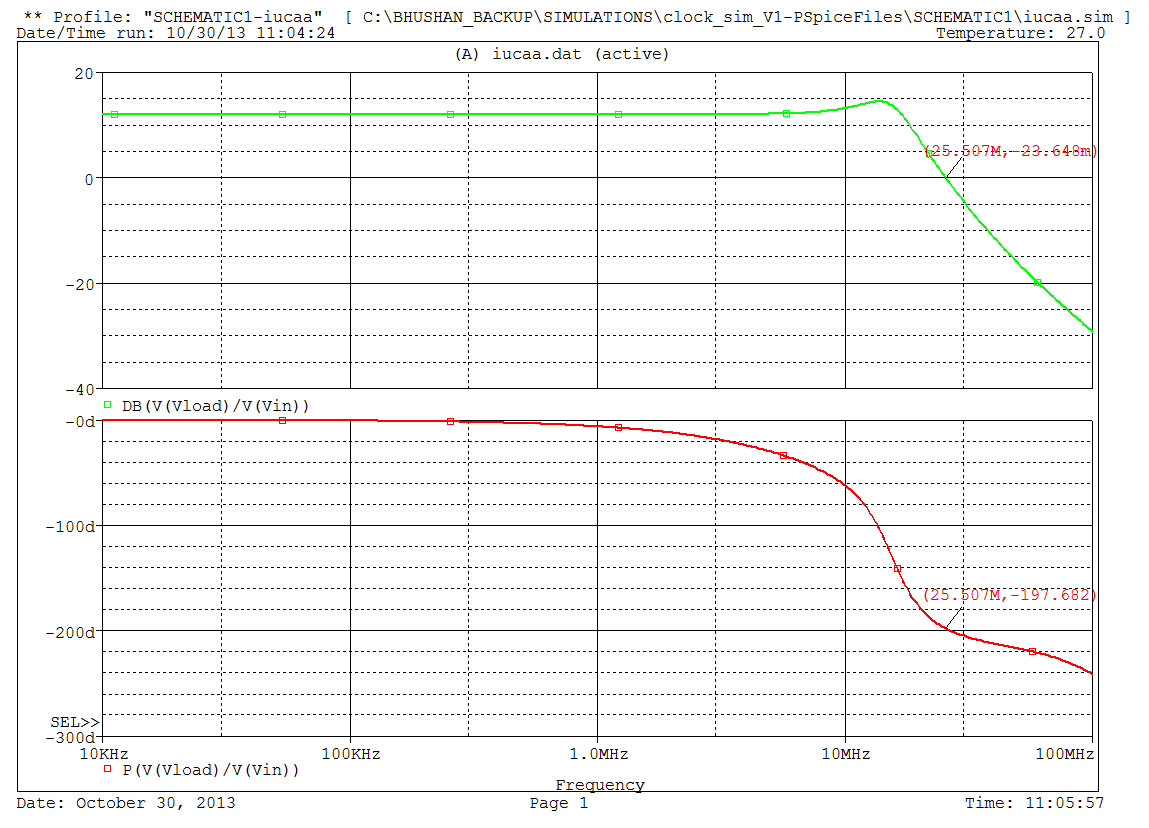 ** Profile: "SCHEMATIC1-iucaa"  [ C:\BHUSHAN_BACKUP\SIMULATIONS\clock_sim_V1-PSpiceFiles\SCHEMATIC1\iucaa.sim ]
Date/Time run: 10/30/13 11:04:24 Temperature: 27.0
(A) iucaa.dat (active)
20
(25.507M,-23.648m)
0
-20
-40
DB(V(Vload)/V(Vin))
-0d
-100d
(25.507M,-197.682)
-200d
SEL>>
-300d
10KHz 100KHz 1.0MHz 10MHz 100MHz
P(V(Vload)/V(Vin))
Frequency
Date: October 30, 2013 Page 1 Time: 11:05:57